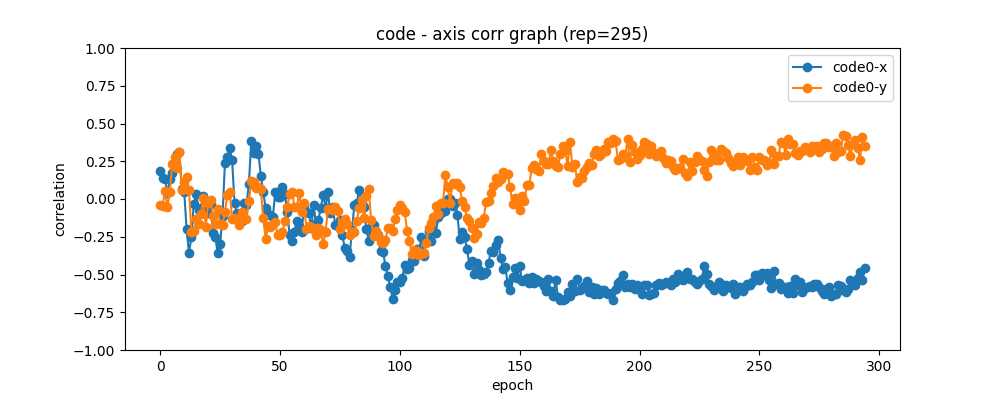 code - axis corr graph (rep=295)
1.00
0.75
0.50
0.25
0.00
−0.25
−0.50
−0.75
−1.00
correlation
code0-x
code0-y
0 50 100 150 200 250 300
epoch